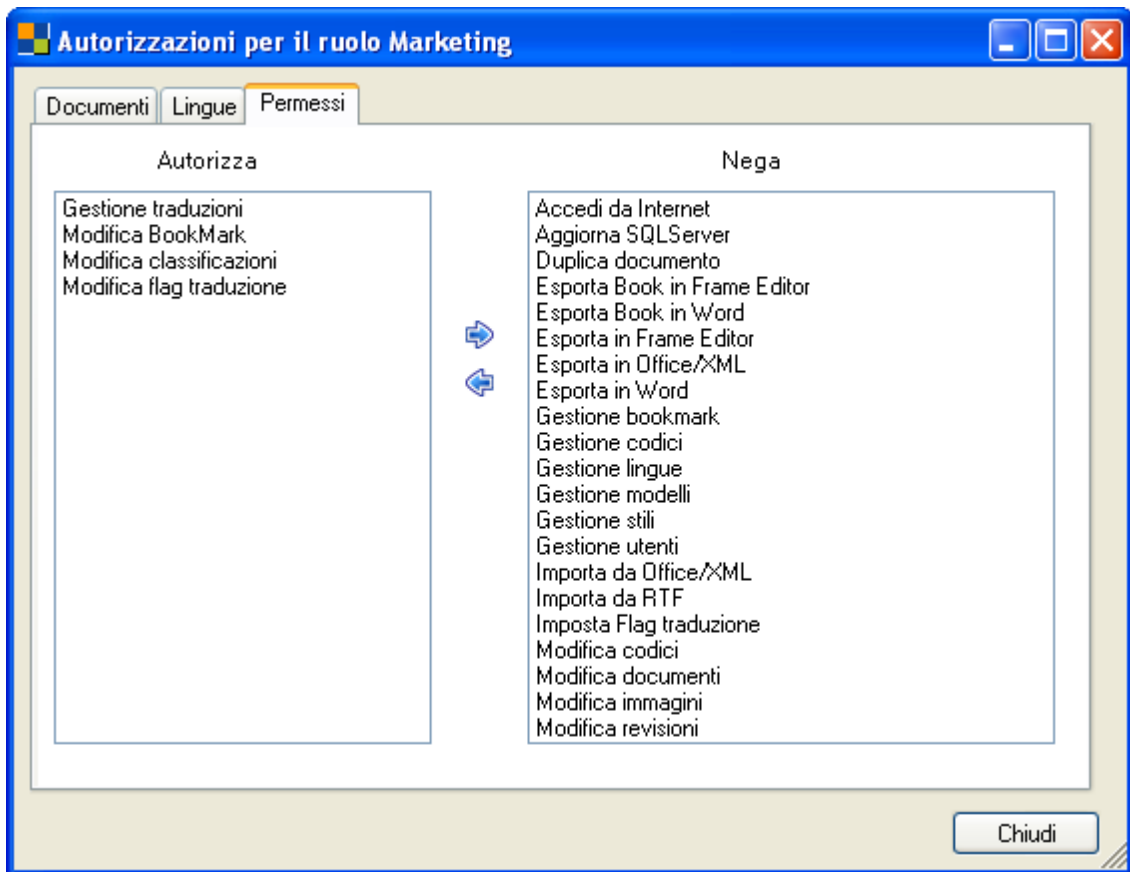 Autorizzazioni per il ruolo Marketing
Documenti Lingue Permessi
Autorizza
Gestione traduzioni
Modifica BookMark
Modifica classificazioni
Modifica flag traduzione
Nega
Accedi da Internet
Aggiorna SQLServer
Duplica documento
Esporta Book in Frame Editor
Esporta Book in Word
Esporta in Frame Editor
Esporta in Office/XML
Esporta in Word
Gestione bookmark
Gestione codici
Gestione lingue
Gestione modelli
Gestione stili
Gestione utenti
Importa da Office/XML
Importa da RTF
Imposta Flag traduzione
Modifica codici
Modifica documenti
Modifica immagini
Modifica revisioni
Chiudi